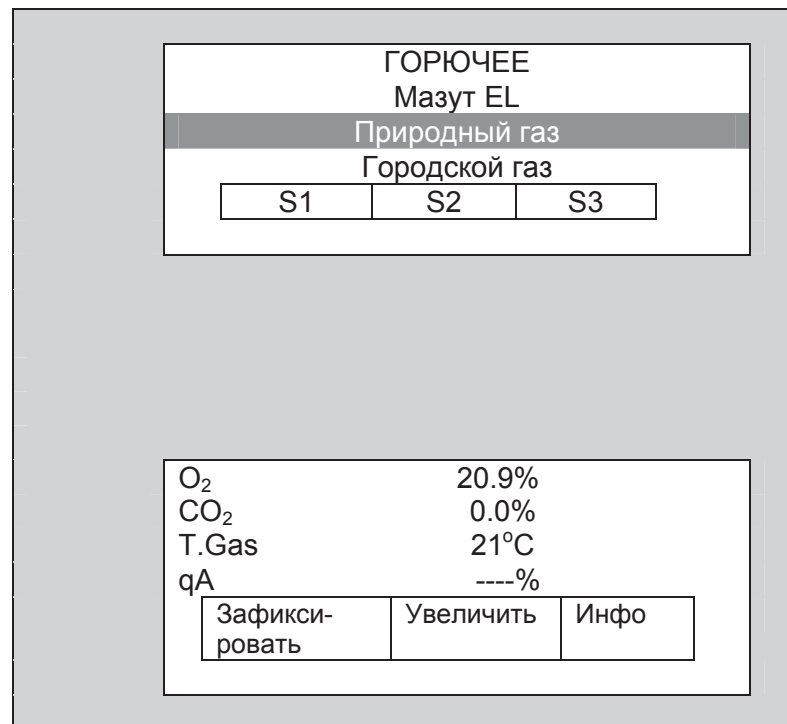 ГОРЮЧЕЕ
Мазут EL
Природный газ
Городской газ
S1 S2 S3
O₂ 20.9%
CO₂ 0.0%
T.Gas 21°C
qA ----%
Зафикси- Увеличить Инфо
ровать